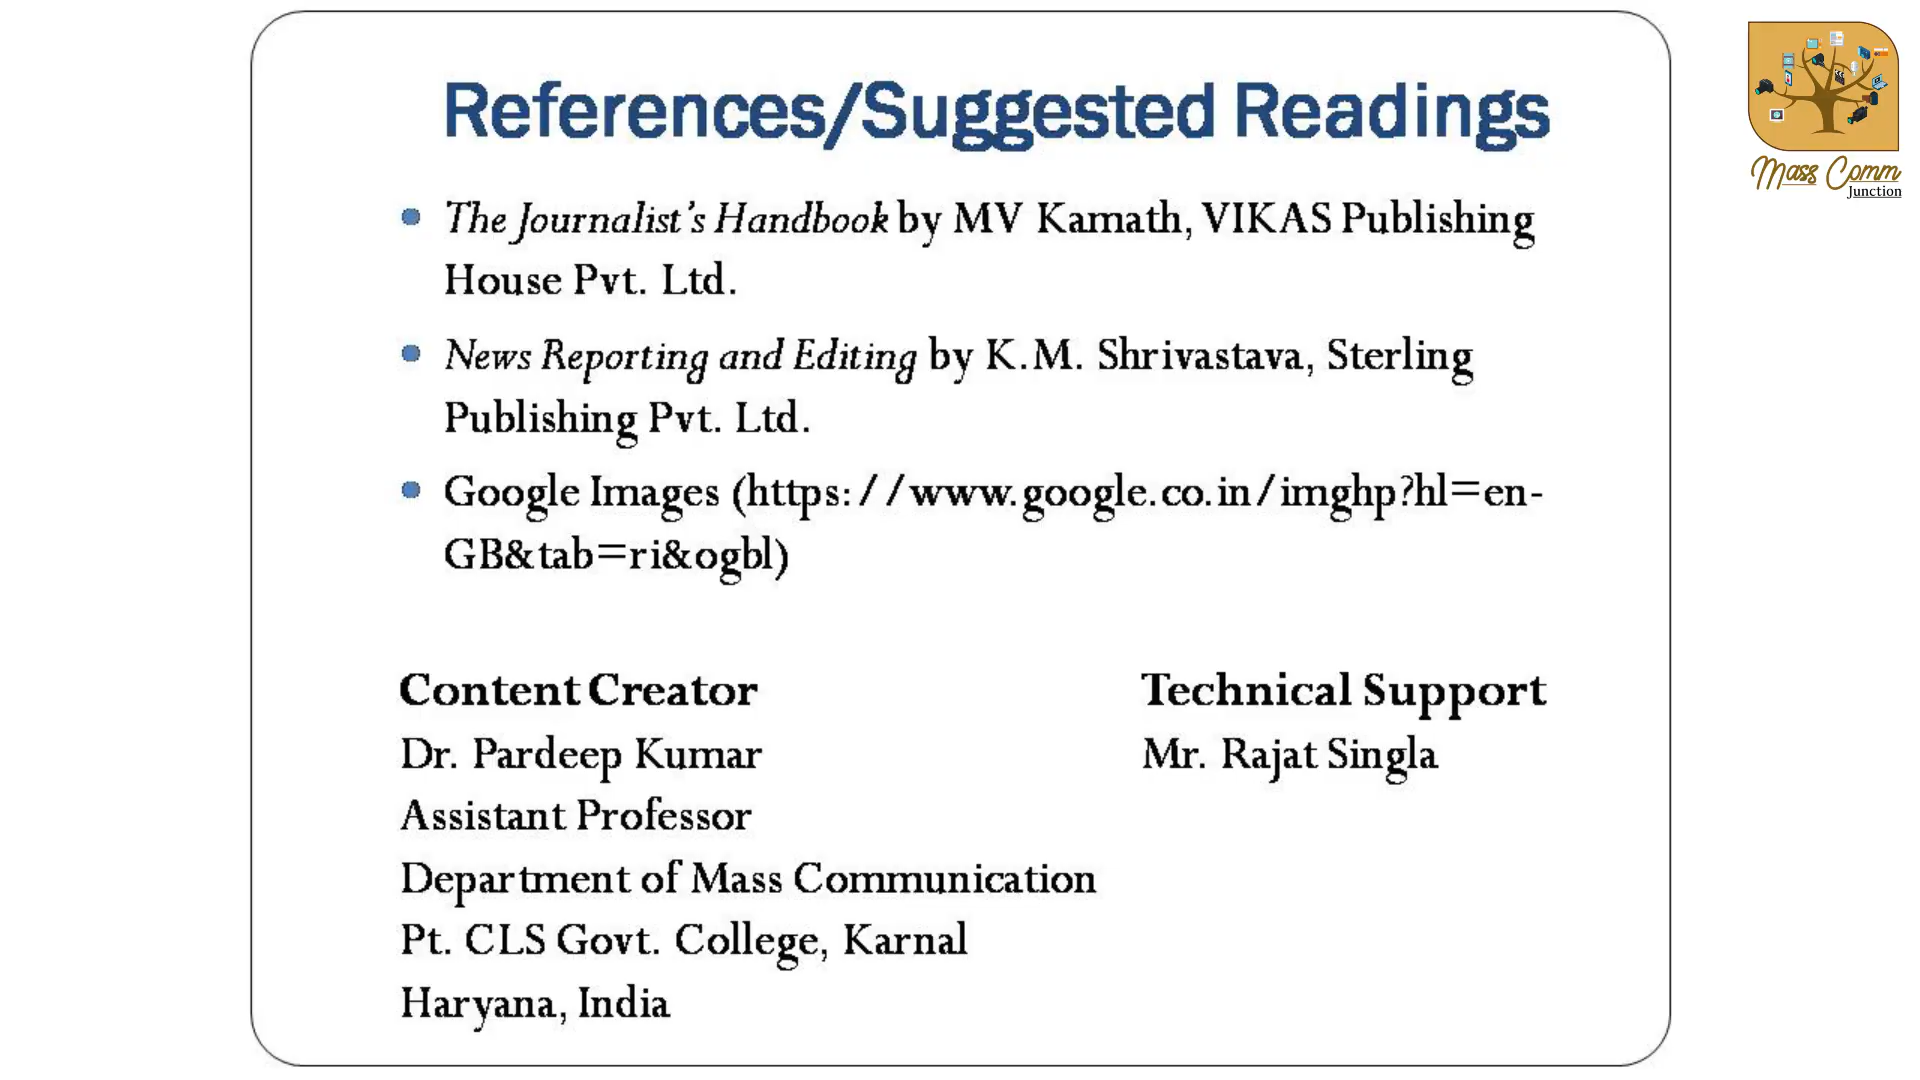 References/Suggested Readings
Mass Comm
Junction
• The Journalist's Handbook by MV Kamath, VIKAS Publishing
House Pvt. Ltd.
• News Reporting and Editing by K.M. Shrivastava, Sterling
Publishing Pvt. Ltd.
• Google Images (https://www.google.co.in/imghp?hl=en-
GB&tab=ri&ogbl)
Content Creator
Dr. Pardeep Kumar
Assistant Professor
Department of Mass Communication
Pt. CLS Govt. College, Karnal
Haryana, India
Technical Support
Mr. Rajat Singla